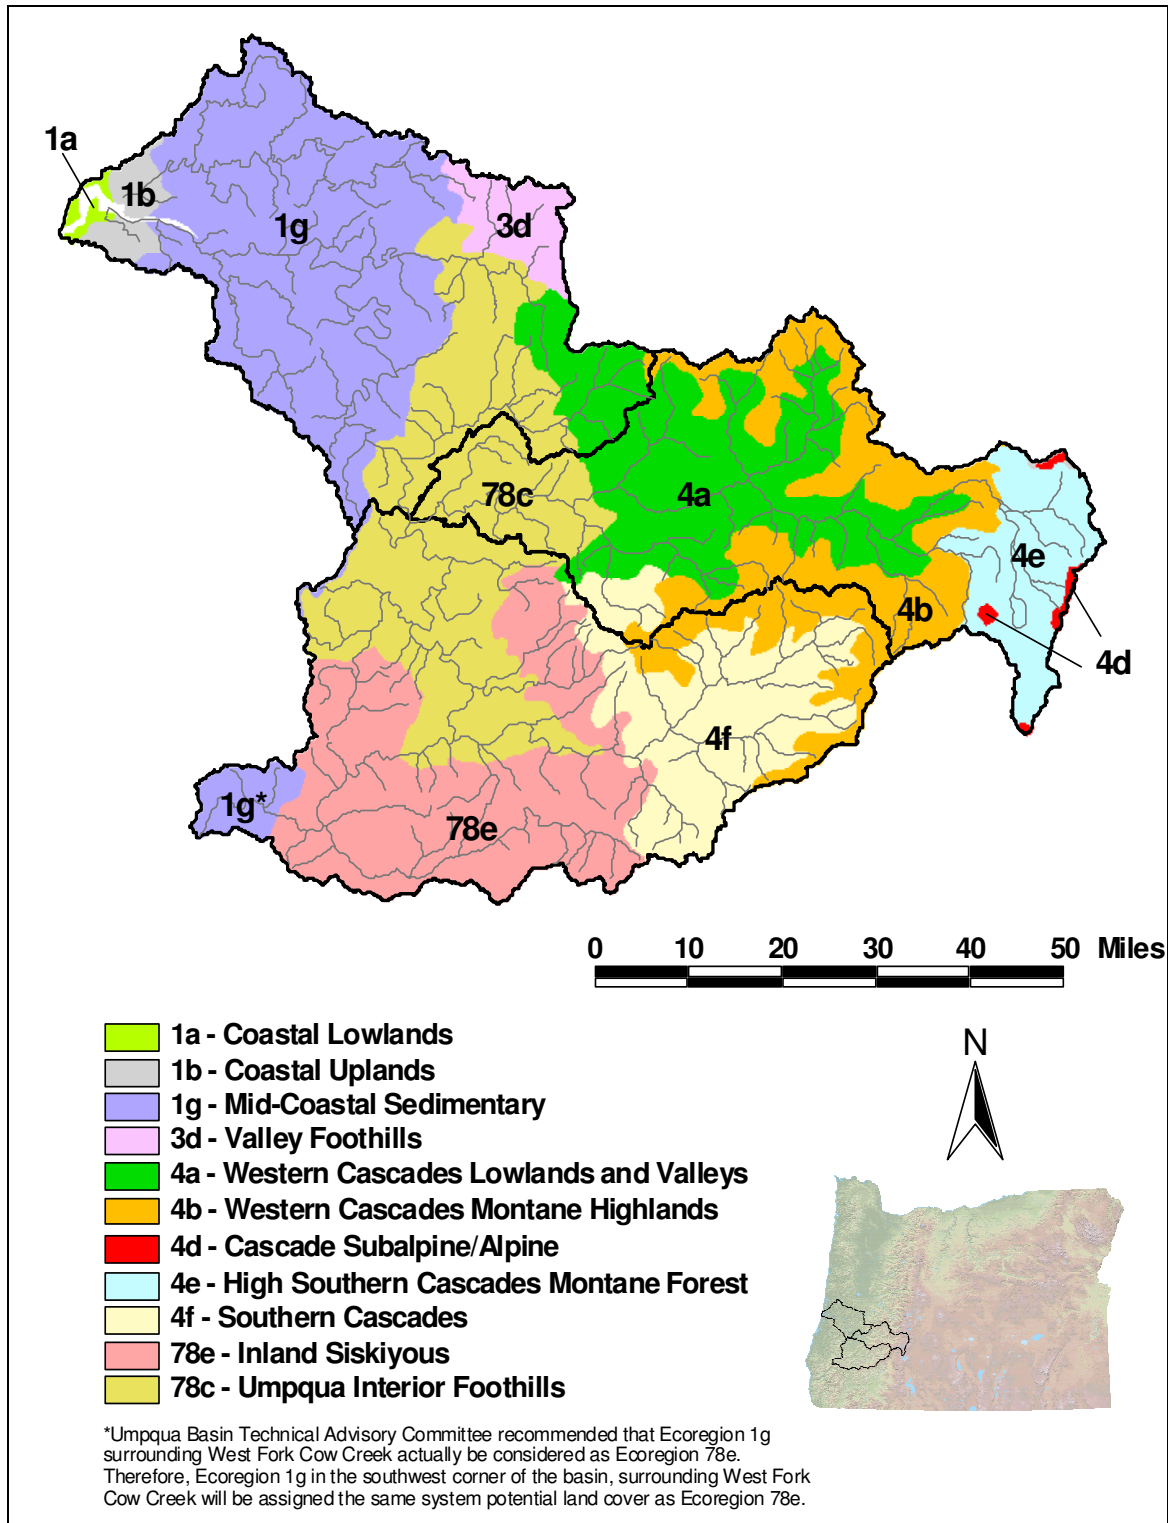 1a
1b
1g
3d
78c
4a
4e
4b
4d
4f
1g*
78e
0 10 20 30 40 50 Miles
1a - Coastal Lowlands
1b - Coastal Uplands
1g - Mid-Coastal Sedimentary
3d - Valley Foothills
4a - Western Cascades Lowlands and Valleys
4b - Western Cascades Montane Highlands
4d - Cascade Subalpine/Alpine
4e - High Southern Cascades Montane Forest
4f - Southern Cascades
78e - Inland Siskiyous
78c - Umpqua Interior Foothills
N
*Umpqua Basin Technical Advisory Committee recommended that Ecoregion 1g
surrounding West Fork Cow Creek actually be considered as Ecoregion 78e.
Therefore, Ecoregion 1g in the southwest corner of the basin, surrounding West Fork
Cow Creek will be assigned the same system potential land cover as Ecoregion 78e.